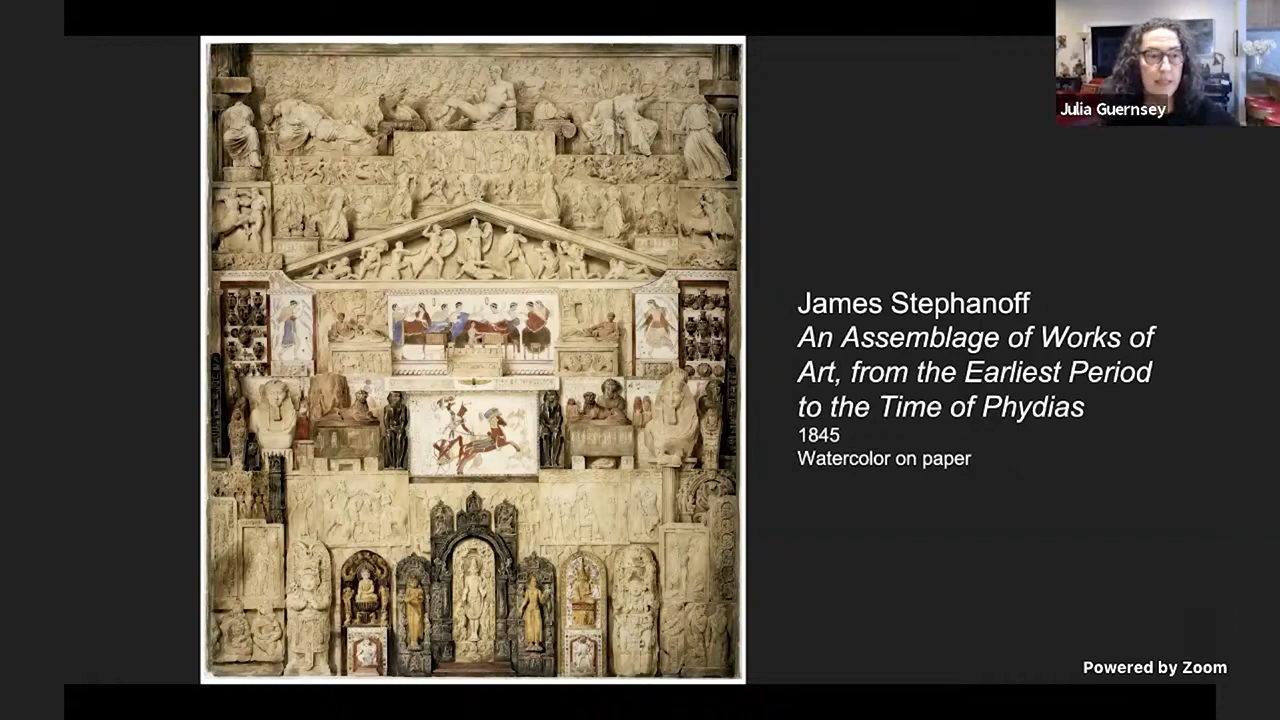 Julia Guernsey
James Stephanoff
An Assemblage of Works of
Art, from the Earliest Period
to the Time of Phydias
1845
Watercolor on paper
Powered by Zoom